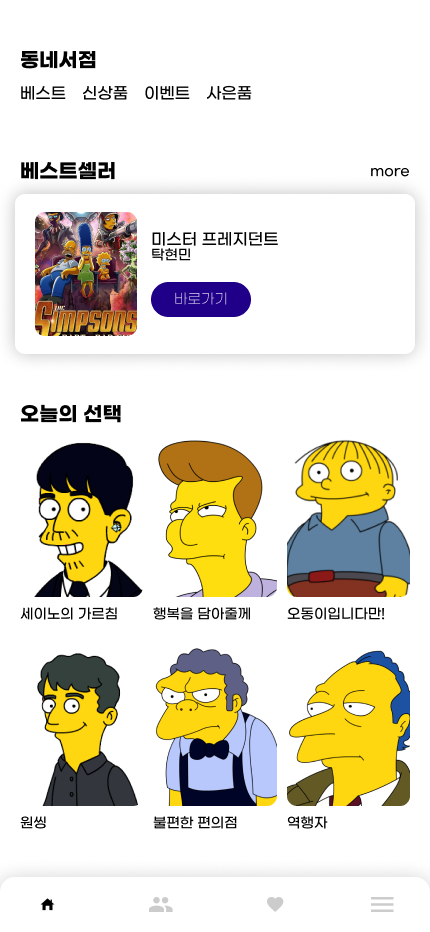 동네서점
베스트 신상품 이벤트 사은품
베스트셀러 more
THE SIMPSONS
미스터 프레지던트
탁현민
바로가기
오늘의 선택
세이노의 가르침 행복을 담아줄께 오동이입니다만!
원씽 불편한 편의점 역행자